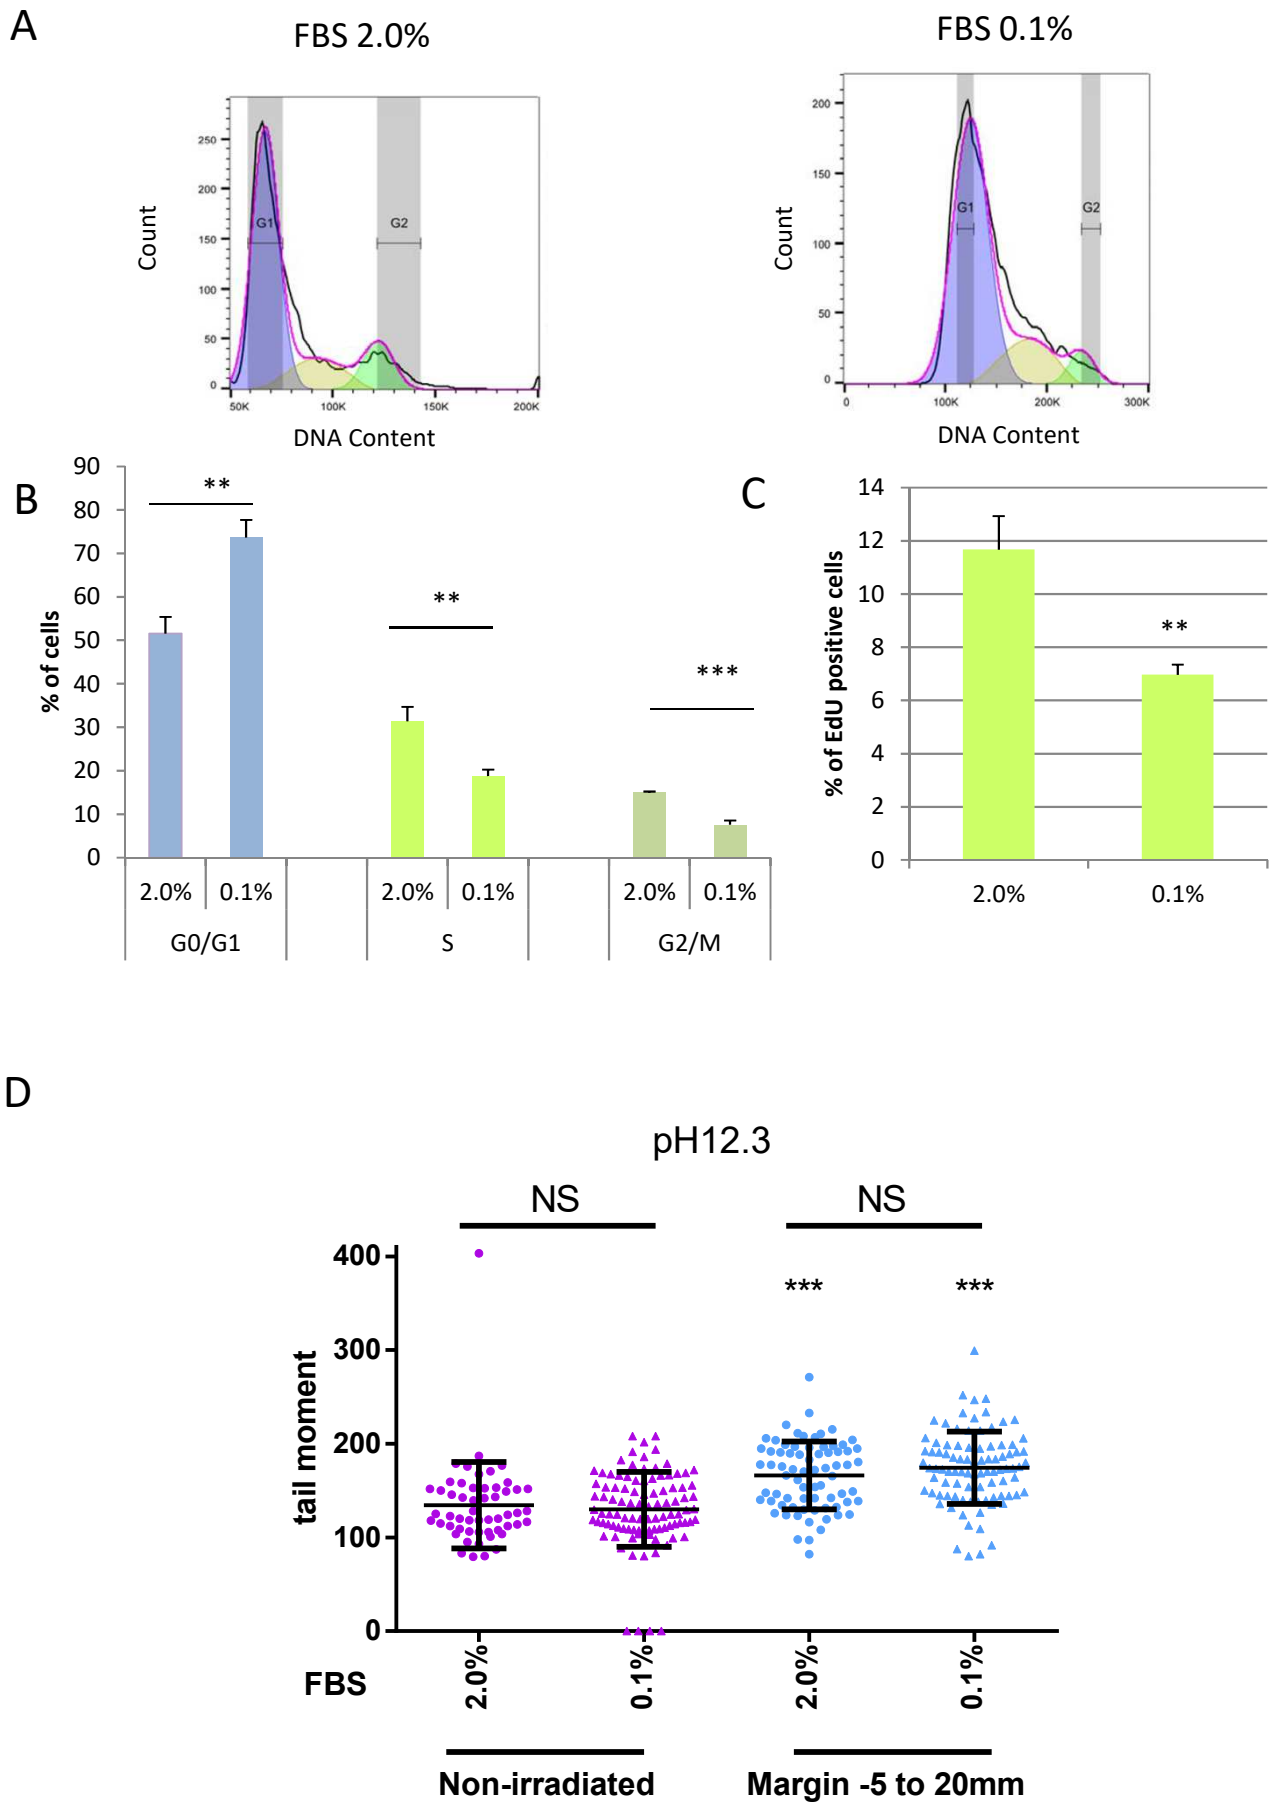 A
FBS 2.0%
FBS 0.1%
Count
250
200
150
100
50
0
G1
G2
50K
100K
150K
200K
DNA Content
Count
200
150
100
50
0
G1
G2
0
100K
200K
300K
DNA Content
B
% of cells
90
80
70
60
50
40
30
20
10
0
**
**
***
2.0%
0.1%
2.0%
0.1%
2.0%
0.1%
G0/G1
S
G2/M
C
% of EdU positive cells
14
12
10
8
6
4
2
0
**
2.0%
0.1%
D
pH12.3
NS
NS
***
***
tail moment
400
300
200
100
0
FBS
2.0%
0.1%
2.0%
0.1%
Non-irradiated
Margin -5 to 20mm